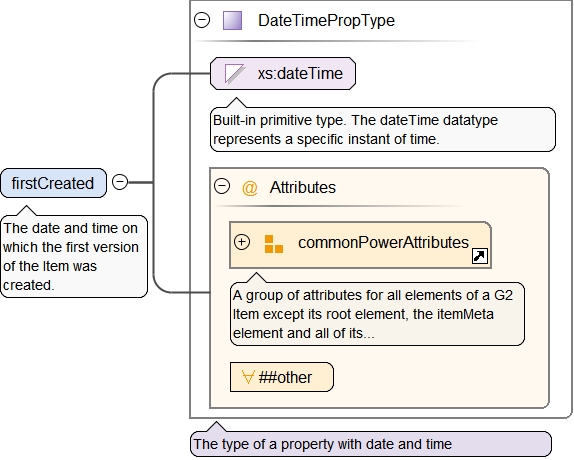 DateTimePropType
xs:dateTime
Built-in primitive type. The dateTime datatype
represents a specific instant of time.
firstCreated
The date and time on
which the first version
of the Item was
created.
@ Attributes
commonPowerAttributes
A group of attributes for all elements of a G2
Item except its root element, the itemMeta
element and all of its...
##other
The type of a property with date and time